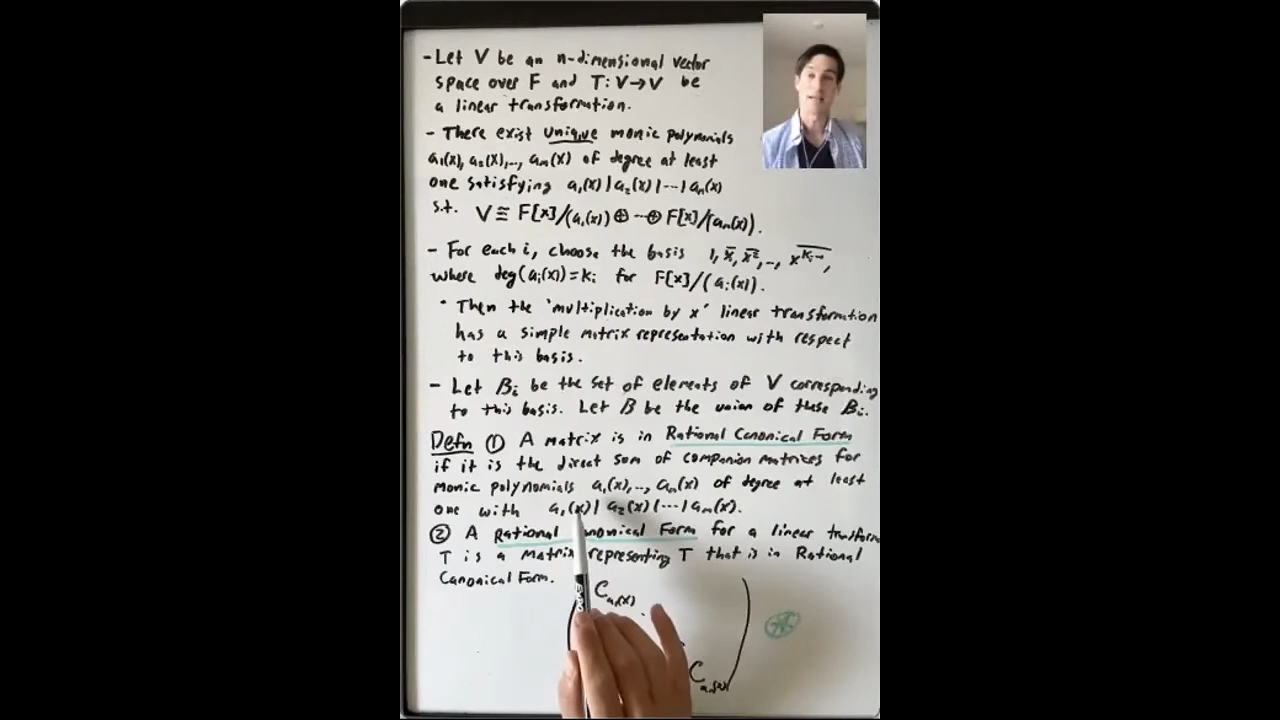 - Let V be an n-dimensional vector
space over F and T: V→V be
a linear transformation.
- There exist unique monic polynomials
a₁(x), a₂(x),..., aₘ(x) of degree at least
one satisfying a₁(x) | a₂(x) | ··· | aₘ(x)
s.t. V ≅ F[x]/(a₁(x)) ⊕ ··· ⊕ F[x]/(aₘ(x)).
- For each i, choose the basis 1, x̅, x̅², .., x̅ᵏⁱ⁻¹,
where deg(aᵢ(x)) = kᵢ for F[x]/(aᵢ(x)).
• Then the 'multiplication by x' linear transformation
has a simple matrix representation with respect
to this basis.
- Let Bᵢ be the set of elements of V corresponding
to this basis. Let B be the union of these Bᵢ.
Defn ① A matrix is in Rational Canonical Form
if it is the direct sum of companion matrices for
monic polynomials a₁(x), .., aₘ(x) of degree at least
one with a₁(x) | a₂(x) | ··· | aₘ(x).
② A Rational Canonical Form for a linear transform
T is a matrix representing T that is in Rational
Canonical Form.
C a₁(x)
C